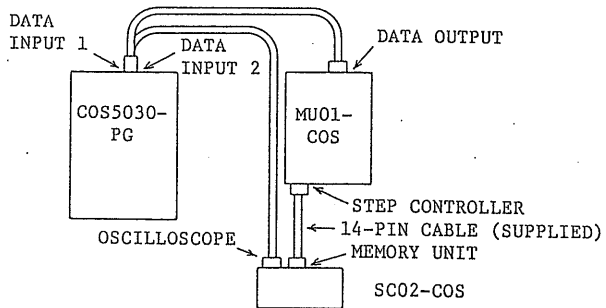 DATA
INPUT 1
DATA
INPUT 2
DATA OUTPUT
COS5030-
PG
MU01-
COS
STEP CONTROLLER
14-PIN CABLE (SUPPLIED)
OSCILLOSCOPE
MEMORY UNIT
SC02-COS